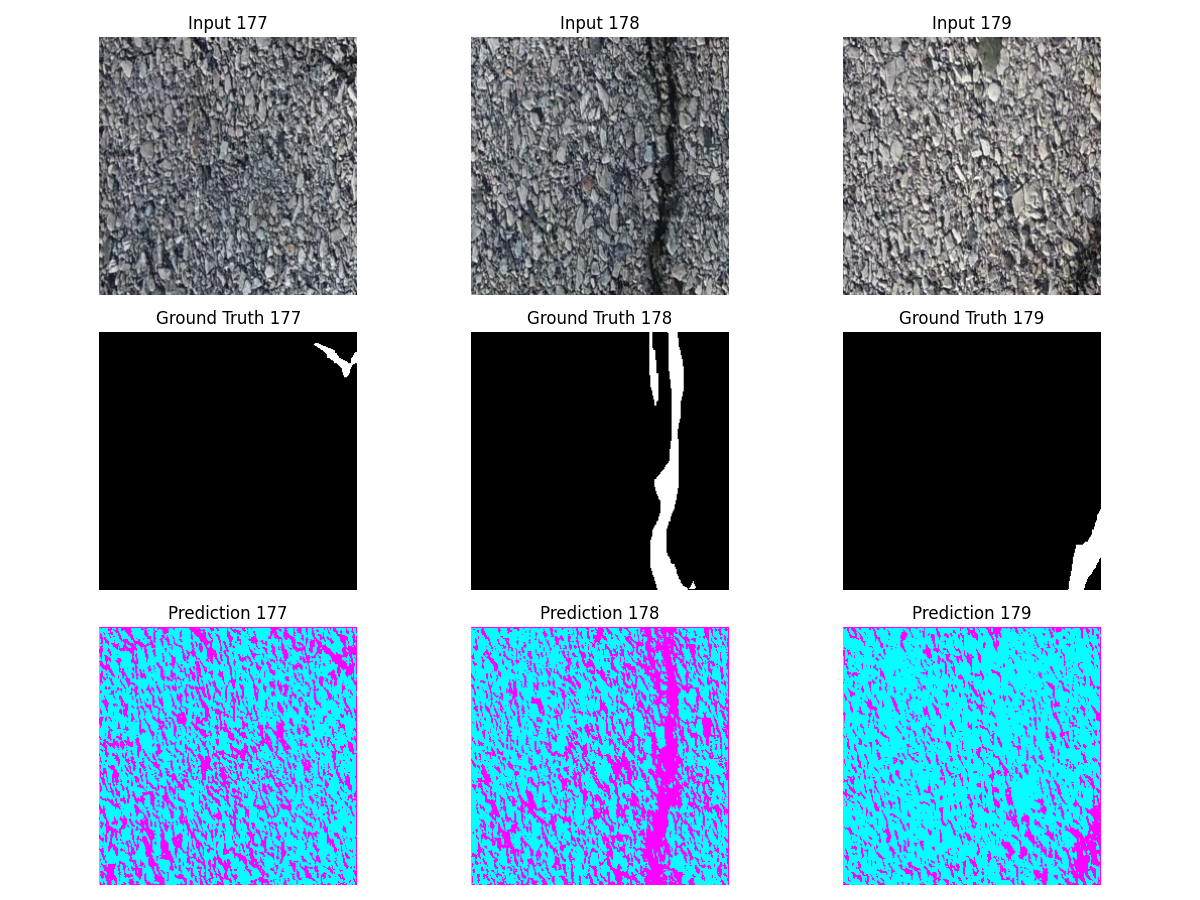 Input 177
Input 178
Input 179
Ground Truth 177
Ground Truth 178
Ground Truth 179
Prediction 177
Prediction 178
Prediction 179